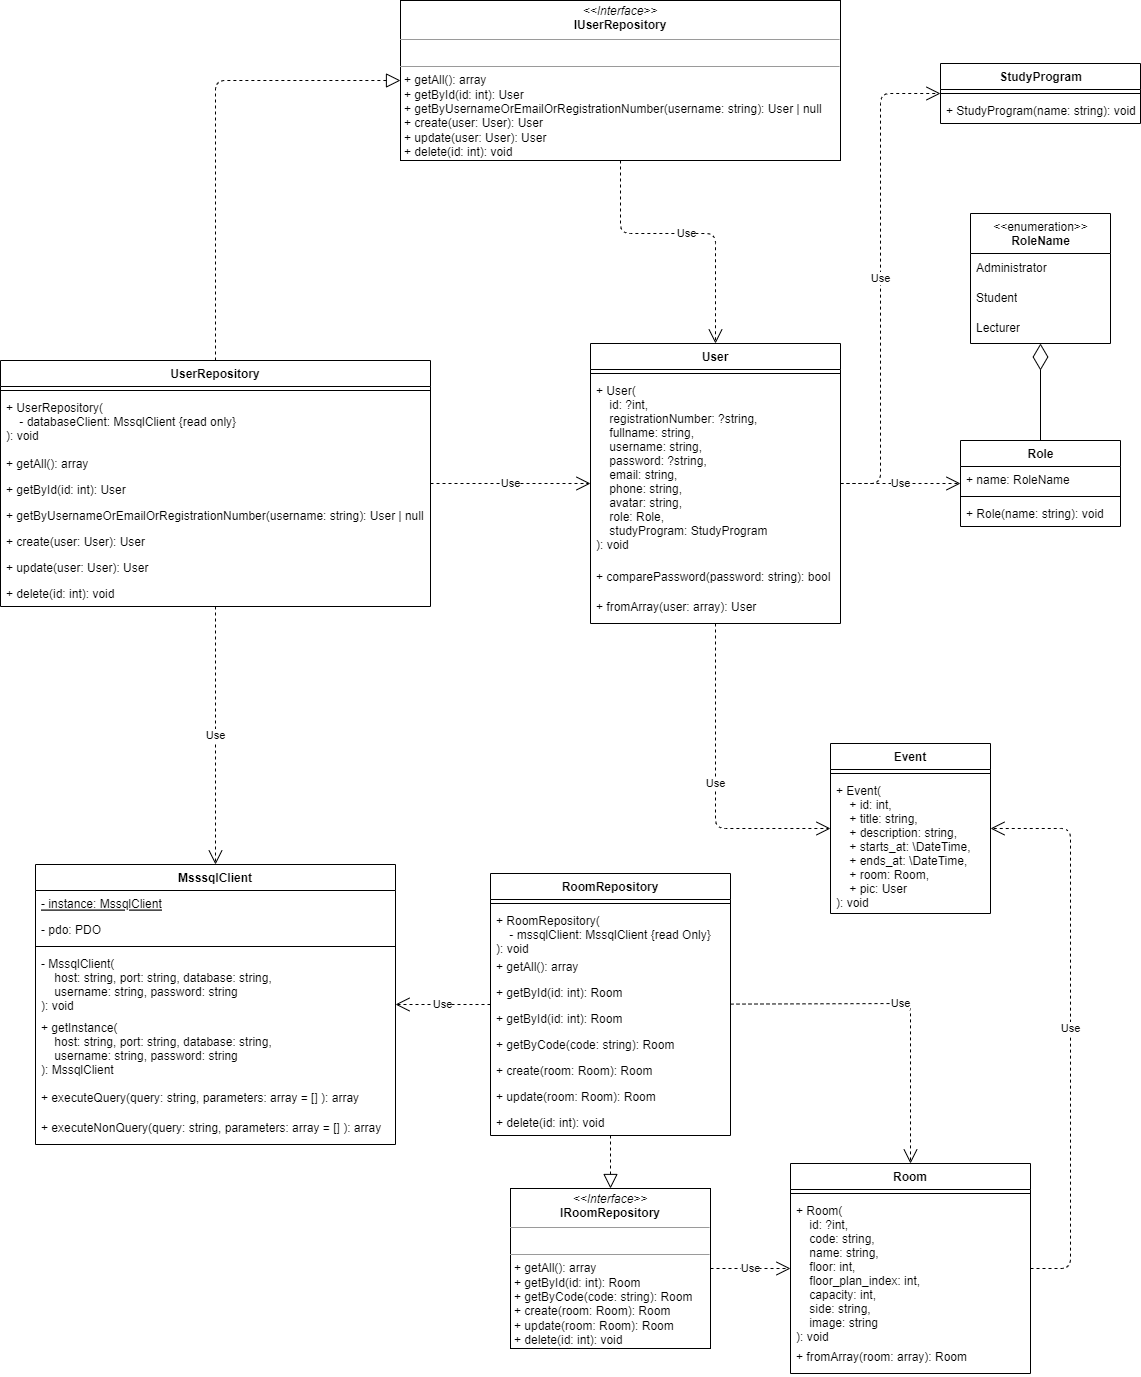 <<Interface>>
IUserRepository
+ getAll(): array
+ getById(id: int): User
+ getByUsernameOrEmailOrRegistrationNumber(username: string): User | null
+ create(user: User): User
+ update(user: User): User
+ delete(id: int): void
StudyProgram
+ StudyProgram(name: string): void
Use
Use
<<enumeration>>
RoleName
Administrator
Student
Lecturer
UserRepository
+ UserRepository(
- databaseClient: MssqlClient {read only}
): void
+ getAll(): array
+ getById(id: int): User
+ getByUsernameOrEmailOrRegistrationNumber(username: string): User | null
+ create(user: User): User
+ update(user: User): User
+ delete(id: int): void
Use
User
+ User(
id: ?int,
registrationNumber: ?string,
fullname: string,
username: string,
password: ?string,
email: string,
phone: string,
avatar: string,
role: Role,
studyProgram: StudyProgram
): void
+ comparePassword(password: string): bool
+ fromArray(user: array): User
Use
Role
+ name: RoleName
+ Role(name: string): void
Use
Use
Event
+ Event(
+ id: int,
+ title: string,
+ description: string,
+ starts_at: \DateTime,
+ ends_at: \DateTime,
+ room: Room,
+ pic: User
): void
MsssqlClient
- instance: MssqlClient
- pdo: PDO
- MssqlClient(
host: string, port: string, database: string,
username: string, password: string
): void
+ getInstance(
host: string, port: string, database: string,
username: string, password: string
): MssqlClient
+ executeQuery(query: string, parameters: array = [] ): array
+ executeNonQuery(query: string, parameters: array = [] ): array
Use
RoomRepository
+ RoomRepository(
- mssqlClient: MssqlClient {read Only}
): void
+ getAll(): array
+ getById(id: int): Room
+ getById(id: int): Room
+ getByCode(code: string): Room
+ create(room: Room): Room
+ update(room: Room): Room
+ delete(id: int): void
Use
Use
<<Interface>>
IRoomRepository
+ getAll(): array
+ getById(id: int): Room
+ getByCode(code: string): Room
+ create(room: Room): Room
+ update(room: Room): Room
+ delete(id: int): void
Use
Room
+ Room(
id: ?int,
code: string,
name: string,
floor: int,
floor_plan_index: int,
capacity: int,
side: string,
image: string
): void
+ fromArray(room: array): Room